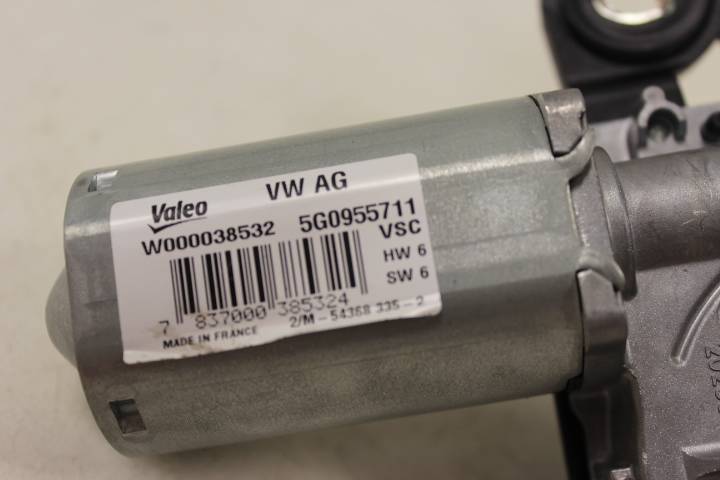 Valeo VW AG
W000038532 5G0955711
VSC
HW 6
SW 6
7 837000 385324
MADE IN FRANCE 2/M-54368 335-2